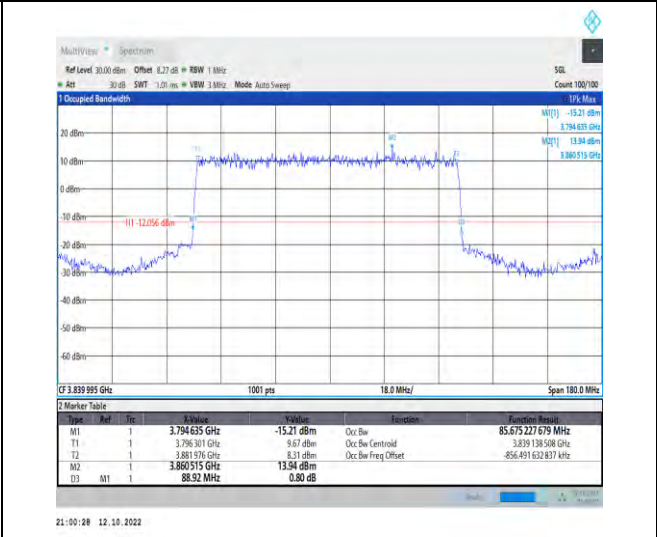 MultiView Spectrum
Ref Level 30.00 dBm Offset 8.27 dB RBW 1 MHz SGL
Att 30 dB SWT 1.01 ms VBW 3 MHz Mode Auto Sweep Count 100/100
1 Occupied Bandwidth 1Pk Max
M1[1] -15.21 dBm
3.794 635 GHz
M2[1] 13.94 dBm
3.860 515 GHz
20 dBm
T1 M2 T2
10 dBm
0 dBm
-10 dBm
H1 -12.056 dBm M1 D3
-20 dBm
-30 dBm
-40 dBm
-50 dBm
-60 dBm
CF 3.839 995 GHz 1001 pts 18.0 MHz/ Span 180.0 MHz
2 Marker Table
Type Ref Trc X-Value Y-Value Function Function Result
M1 1 3.794 635 GHz -15.21 dBm Occ Bw 85.675 227 679 MHz
T1 1 3.796 301 GHz 9.67 dBm Occ Bw Centroid 3.839 138 508 GHz
T2 1 3.881 976 GHz 8.31 dBm Occ Bw Freq Offset -856.491 632 837 kHz
M2 1 3.860 515 GHz 13.94 dBm
D3 M1 1 88.92 MHz 0.80 dB
21:00:28 12.10.2022